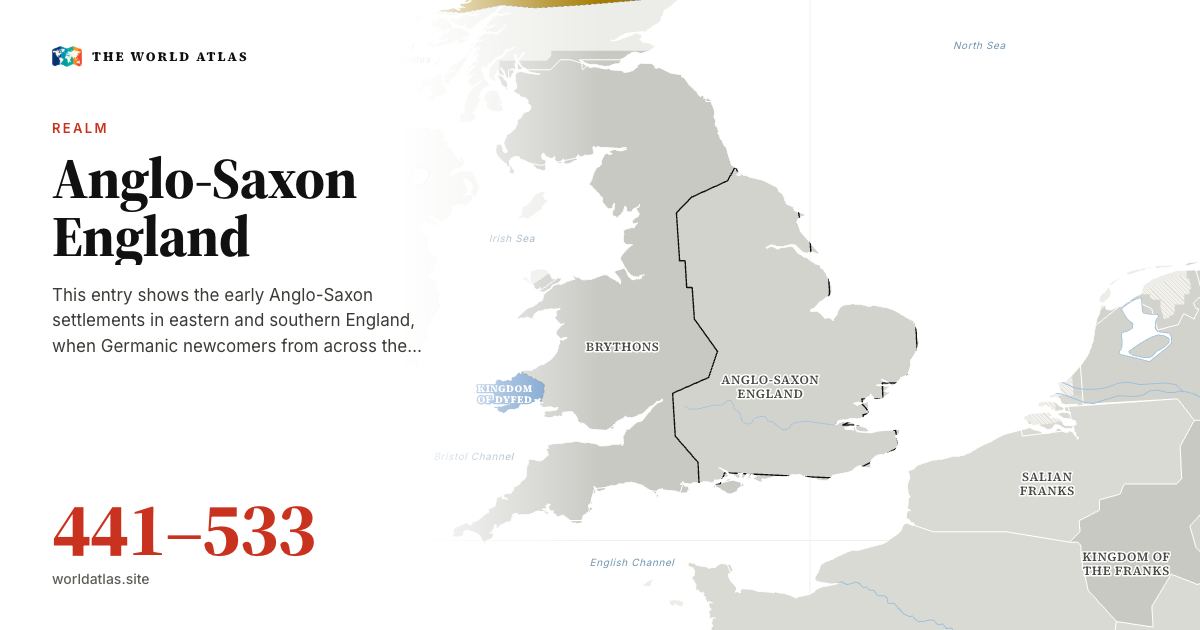 THE WORLD ATLAS
REALM
Anglo-Saxon
England
This entry shows the early Anglo-Saxon
settlements in eastern and southern England,
when Germanic newcomers from across the...
441–533
worldatlas.site
North Sea
Irish Sea
BRYTHONS
KINGDOM
OF DYFED
ANGLO-SAXON
ENGLAND
Bristol Channel
SALIAN
FRANKS
English Channel
KINGDOM OF
THE FRANKS